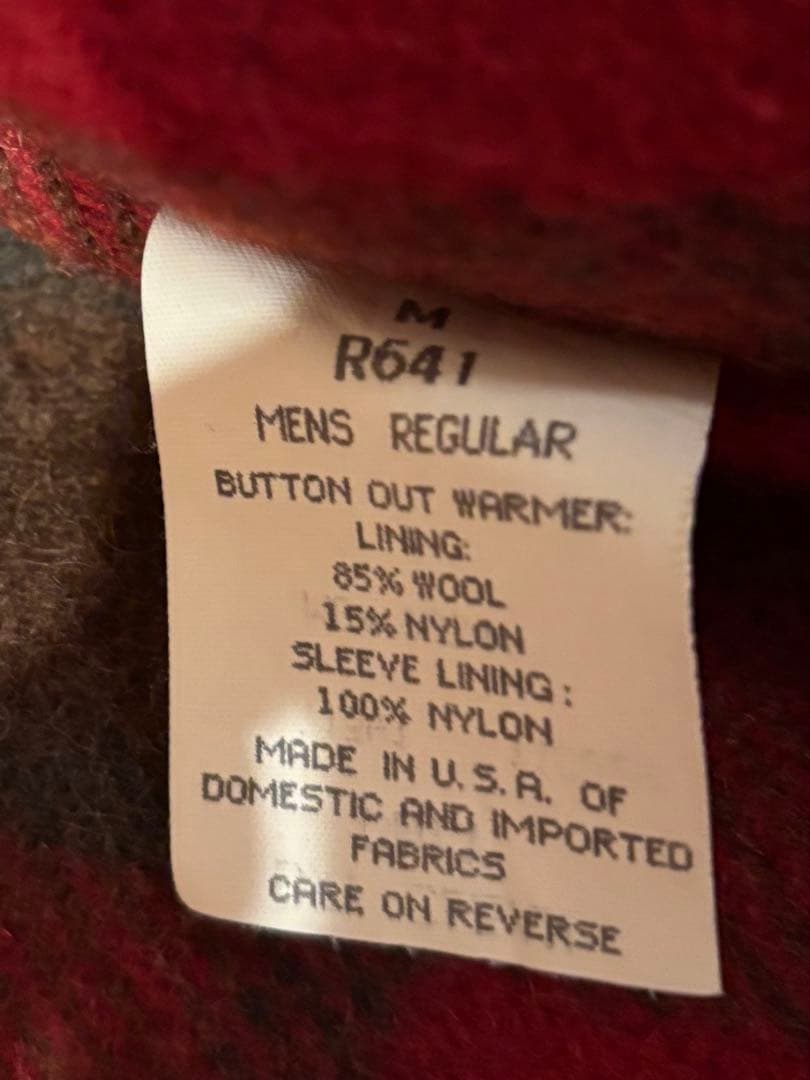 M
R641
MENS REGULAR
BUTTON OUT WARMER:
LINING:
85% WOOL
15% NYLON
SLEEVE LINING:
100% NYLON
MADE IN U.S.A. OF
DOMESTIC AND IMPORTED
FABRICS
CARE ON REVERSE